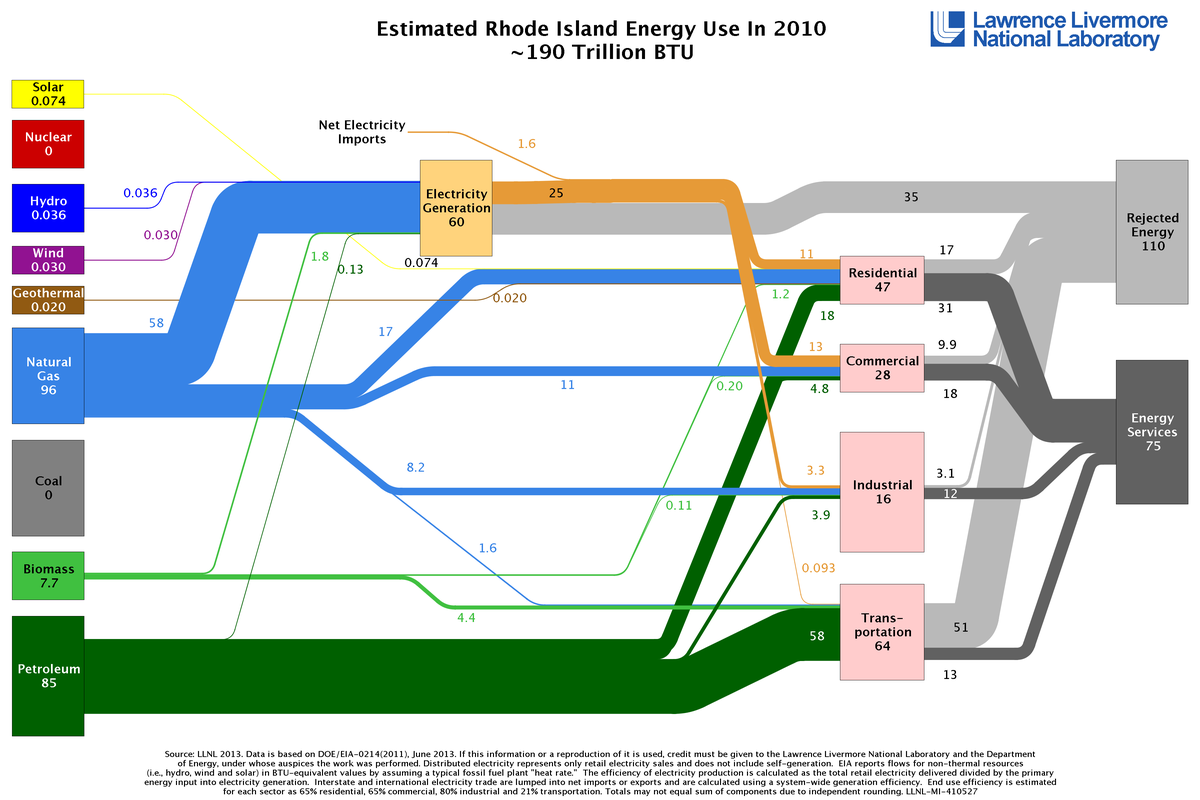 Estimated Rhode Island Energy Use In 2010
~190 Trillion BTU
Lawrence Livermore
National Laboratory
Solar
0.074
Nuclear
0
Hydro
0.036
Wind
0.030
Geothermal
0.020
Natural
Gas
96
Coal
0
Biomass
7.7
Petroleum
85
Net Electricity
Imports
1.6
0.036
0.030
58
Electricity
Generation
60
25
35
1.8
0.13
0.074
0.020
17
11
8.2
1.6
4.4
11
1.2
18
13
0.20
4.8
3.3
0.11
3.9
0.093
58
Residential
47
Commercial
28
Industrial
16
Trans-
portation
64
17
31
9.9
18
3.1
12
51
13
Rejected
Energy
110
Energy
Services
75
Source: LLNL 2013. Data is based on DOE/EIA-0214(2011), June 2013. If this information or a reproduction of it is used, credit must be given to the Lawrence Livermore National Laboratory and the Department
of Energy, under whose auspices the work was performed. Distributed electricity represents only retail electricity sales and does not include self-generation. EIA reports flows for non-thermal resources
(i.e., hydro, wind and solar) in BTU-equivalent values by assuming a typical fossil fuel plant "heat rate." The efficiency of electricity production is calculated as the total retail electricity delivered divided by the primary
energy input into electricity generation. Interstate and international electricity trade are lumped into net imports or exports and are calculated using a system-wide generation efficiency. End use efficiency is estimated
for each sector as 65% residential, 65% commercial, 80% industrial and 21% transportation. Totals may not equal sum of components due to independent rounding. LLNL-MI-410527